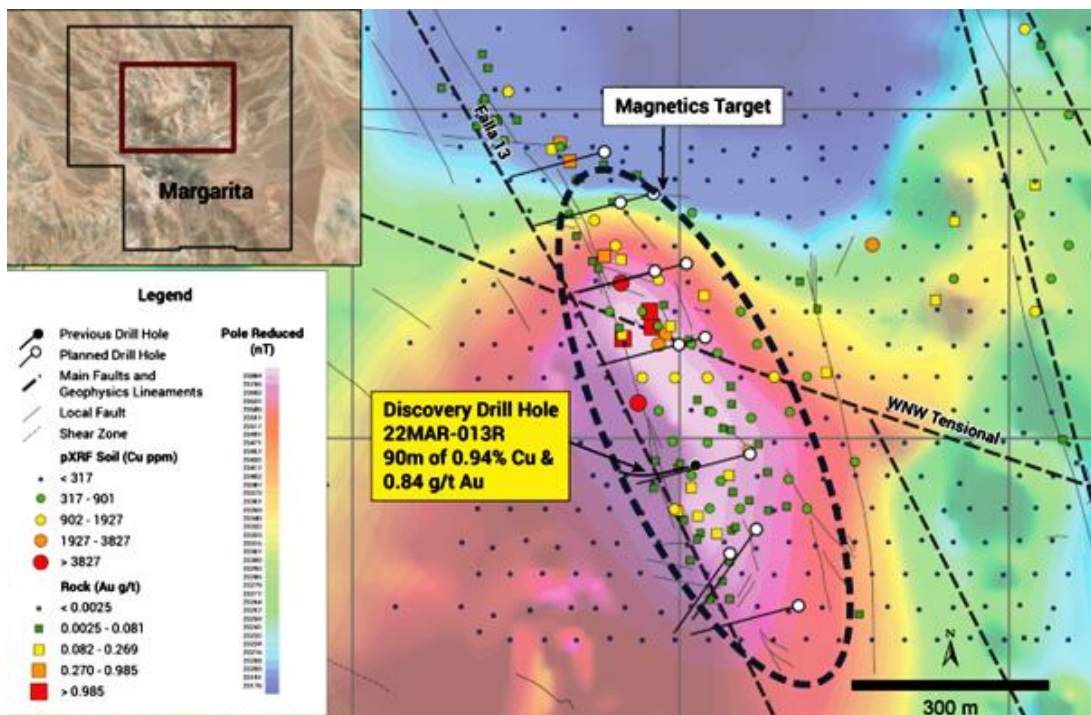 Margarita
Magnetics Target
Falla 13
WNW Tensional
Discovery Drill Hole
22MAR-013R
90m of 0.94% Cu &
0.84 g/t Au
Legend
Previous Drill Hole
Planned Drill Hole
Main Faults and
Geophysics Lineaments
Local Fault
Shear Zone
pXRF Soil (Cu ppm)
< 317
317 - 901
902 - 1927
1927 - 3827
> 3827
Rock (Au g/t)
< 0.0025
0.0025 - 0.081
0.082 - 0.269
0.270 - 0.985
> 0.985
Pole Reduced
(nT)
N
300 m